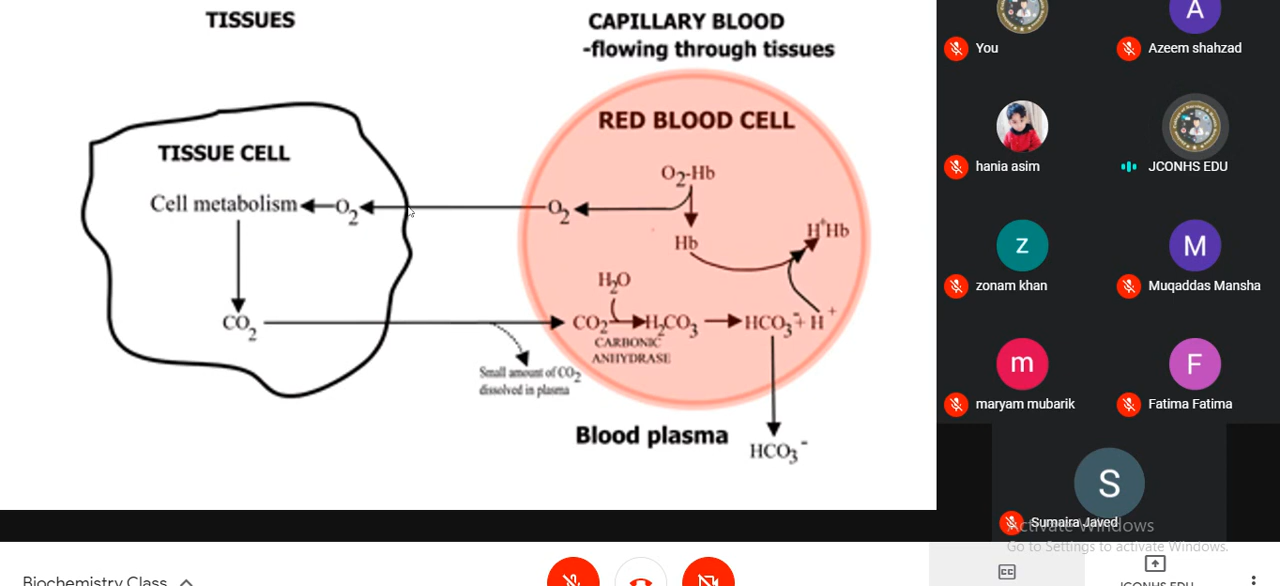 TISSUES
CAPILLARY BLOOD
-flowing through tissues
RED BLOOD CELL
TISSUE CELL
O2-Hb
Cell metabolism
O2
O2
H+Hb
Hb
H2O
CO2
CO2
H2CO3
HCO3-+ H+
CARBONIC
ANHYDRASE
Small amount of CO2
dissolved in plasma
Blood plasma
HCO3-
A
You
Azeem shahzad
hania asim
JCONHS EDU
z
M
zonam khan
Muqaddas Mansha
m
F
maryam mubarik
Fatima Fatima
S
Sumaira Javed
Activate Windows
Go to Settings to activate Windows.
Biochemistry Class
CC
JCONHS EDU